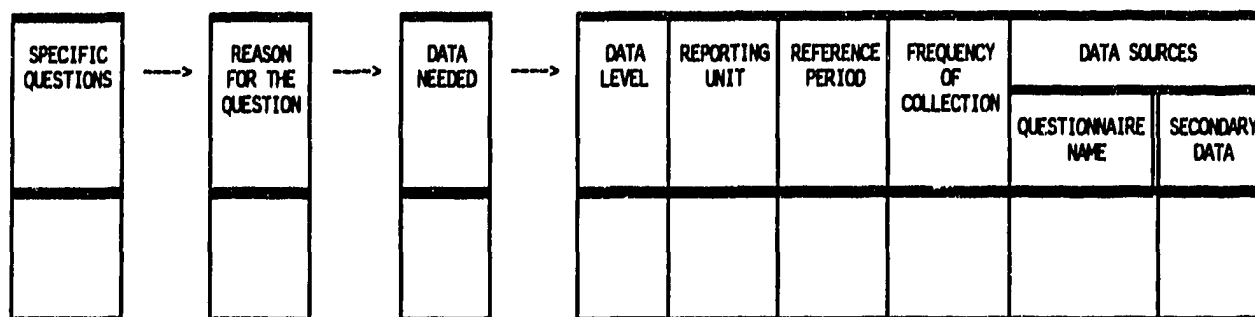 SPECIFIC
QUESTIONS
---->
REASON
FOR THE
QUESTION
---->
DATA
NEEDED
---->
DATA
LEVEL
REPORTING
UNIT
REFERENCE
PERIOD
FREQUENCY
OF
COLLECTION
DATA SOURCES
QUESTIONNAIRE
NAME
SECONDARY
DATA